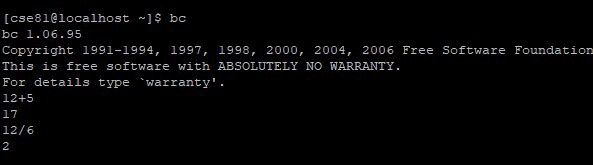 [cse81@localhost ~]$ bc
bc 1.06.95
Copyright 1991-1994, 1997, 1998, 2000, 2004, 2006 Free Software Foundation
This is free software with ABSOLUTELY NO WARRANTY.
For details type `warranty'.
12+5
17
12/6
2